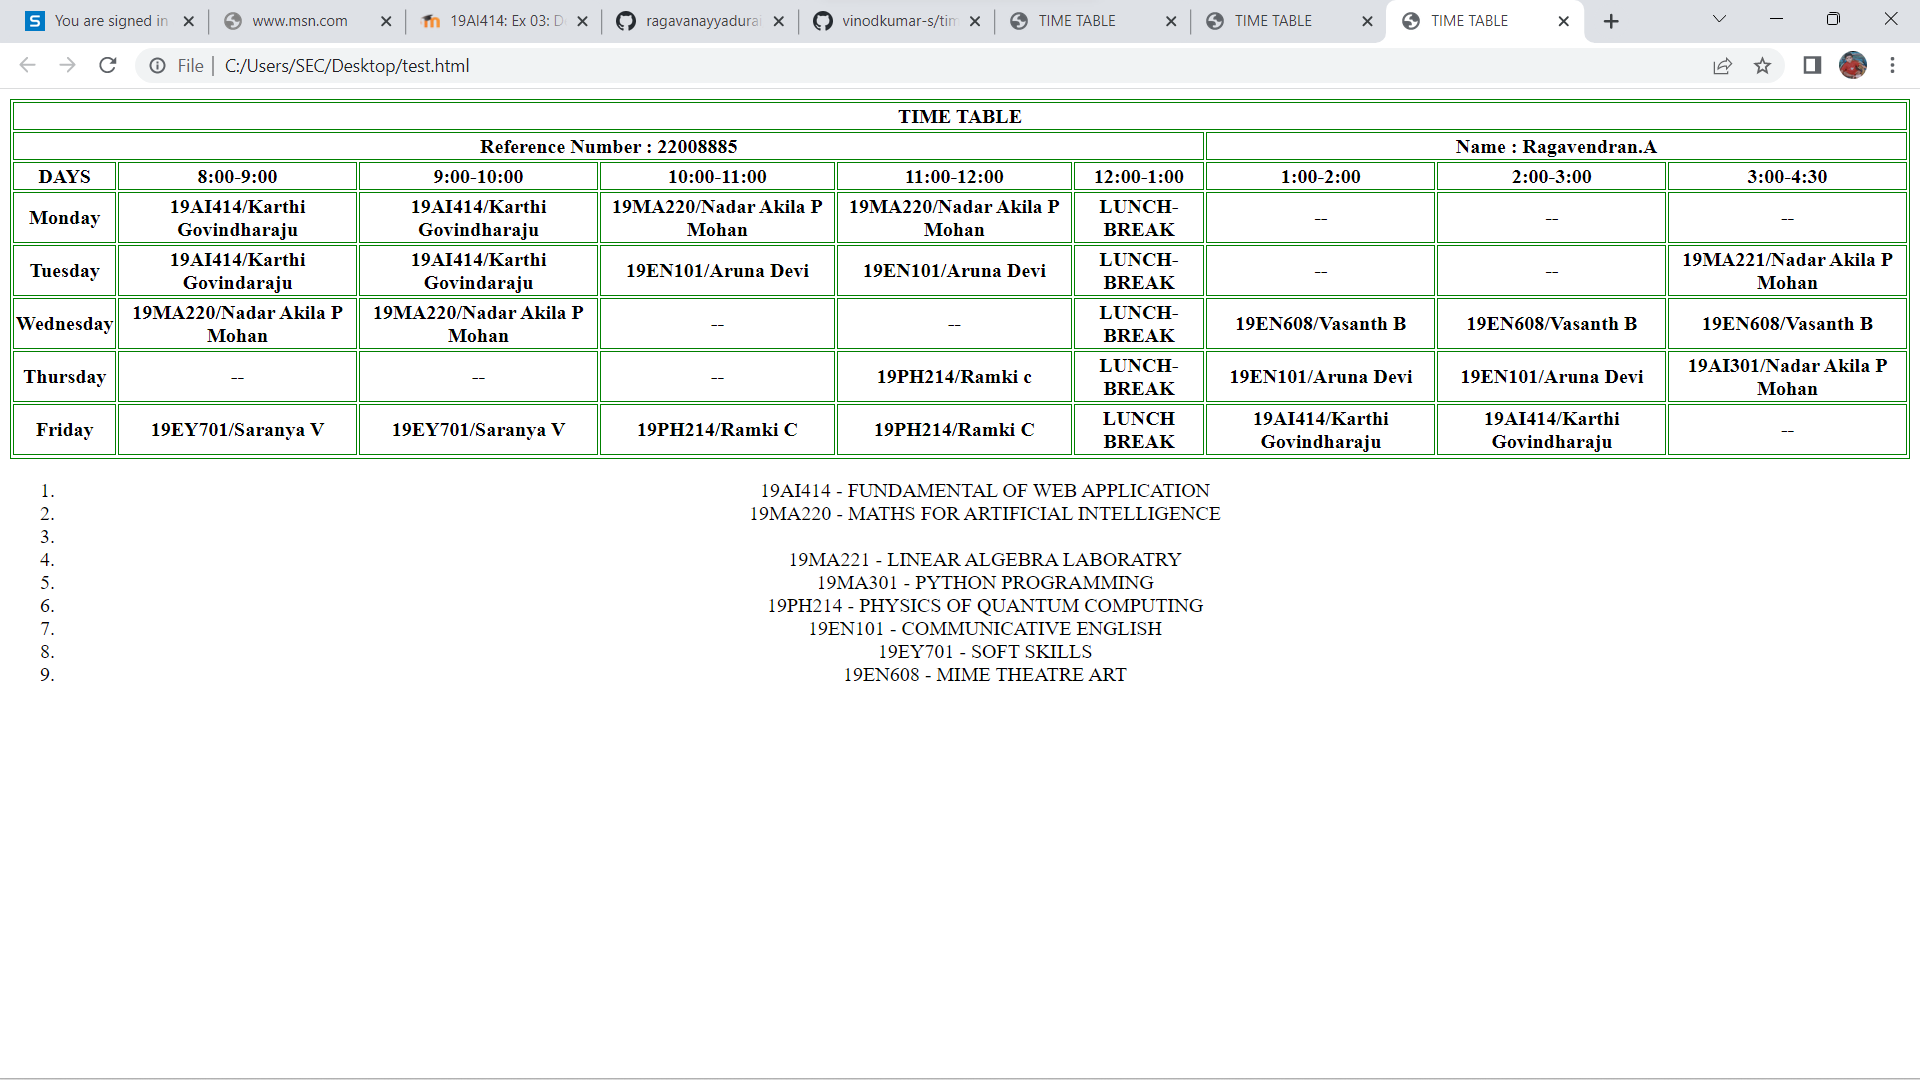 You are signed in
www.msn.com
19AI414: Ex 03: D
ragavanayyadurai
vinodkumar-s/tim
TIME TABLE
TIME TABLE
TIME TABLE
File | C:/Users/SEC/Desktop/test.html
TIME TABLE
Reference Number : 22008885 Name : Ragavendran.A
DAYS 8:00-9:00 9:00-10:00 10:00-11:00 11:00-12:00 12:00-1:00 1:00-2:00 2:00-3:00 3:00-4:30
Monday 19AI414/Karthi Govindharaju 19AI414/Karthi Govindharaju 19MA220/Nadar Akila P Mohan 19MA220/Nadar Akila P Mohan LUNCH-BREAK -- -- --
Tuesday 19AI414/Karthi Govindaraju 19AI414/Karthi Govindaraju 19EN101/Aruna Devi 19EN101/Aruna Devi LUNCH-BREAK -- -- 19MA221/Nadar Akila P Mohan
Wednesday 19MA220/Nadar Akila P Mohan 19MA220/Nadar Akila P Mohan -- -- LUNCH-BREAK 19EN608/Vasanth B 19EN608/Vasanth B 19EN608/Vasanth B
Thursday -- -- -- 19PH214/Ramki c LUNCH-BREAK 19EN101/Aruna Devi 19EN101/Aruna Devi 19AI301/Nadar Akila P Mohan
Friday 19EY701/Saranya V 19EY701/Saranya V 19PH214/Ramki C 19PH214/Ramki C LUNCH BREAK 19AI414/Karthi Govindharaju 19AI414/Karthi Govindharaju --
1. 19AI414 - FUNDAMENTAL OF WEB APPLICATION
2. 19MA220 - MATHS FOR ARTIFICIAL INTELLIGENCE
3.
4. 19MA221 - LINEAR ALGEBRA LABORATRY
5. 19MA301 - PYTHON PROGRAMMING
6. 19PH214 - PHYSICS OF QUANTUM COMPUTING
7. 19EN101 - COMMUNICATIVE ENGLISH
8. 19EY701 - SOFT SKILLS
9. 19EN608 - MIME THEATRE ART